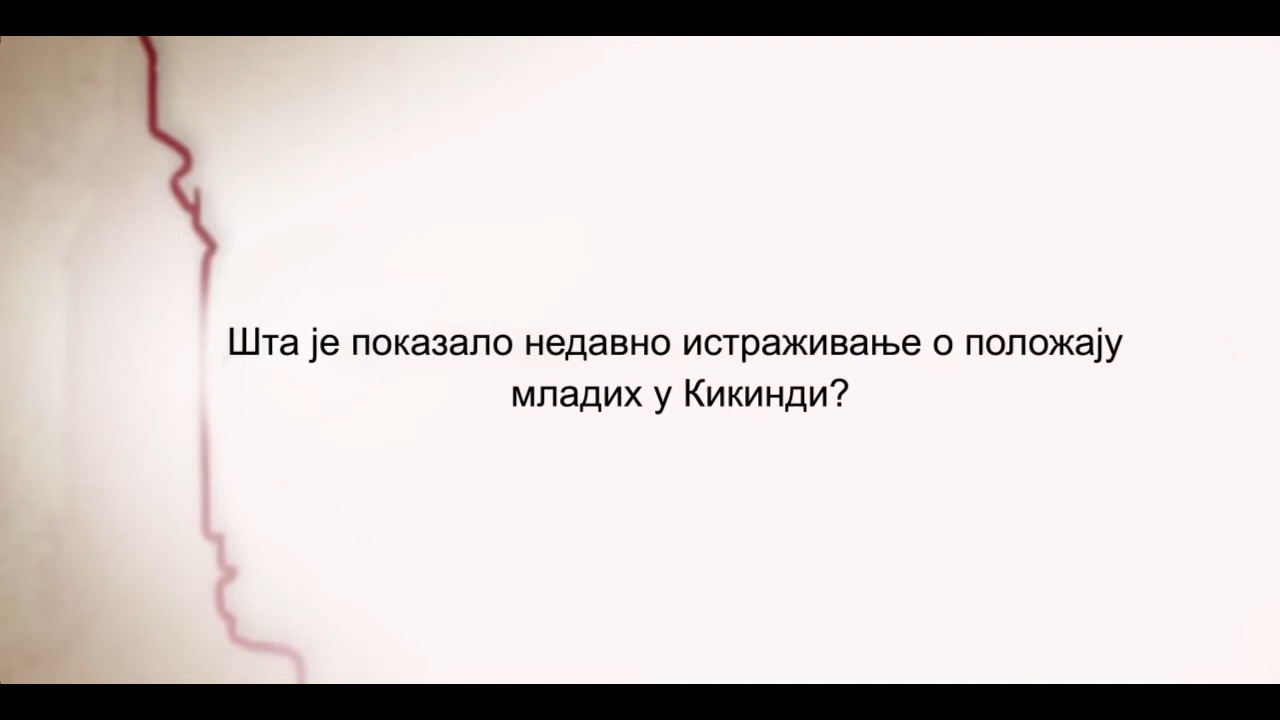 Шта је показало недавно истраживање о положају
младих у Кикинди?